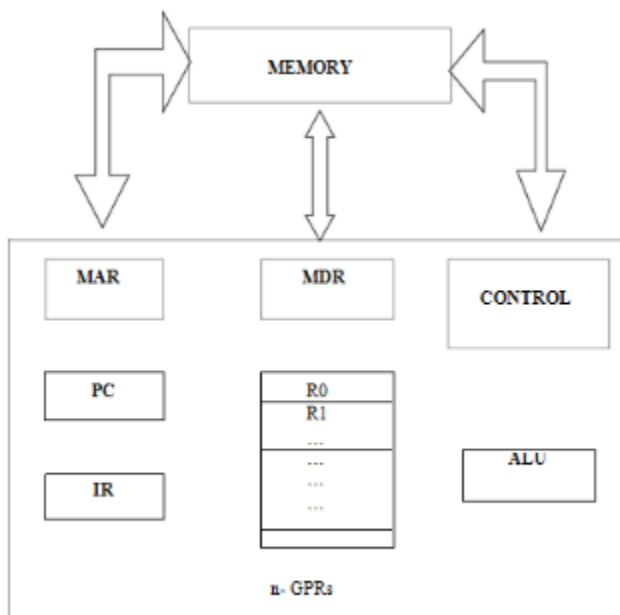 MEMORY
MAR
MDR
CONTROL
PC
R0
R1
...
ALU
...
IR
...
...
n- GPRs